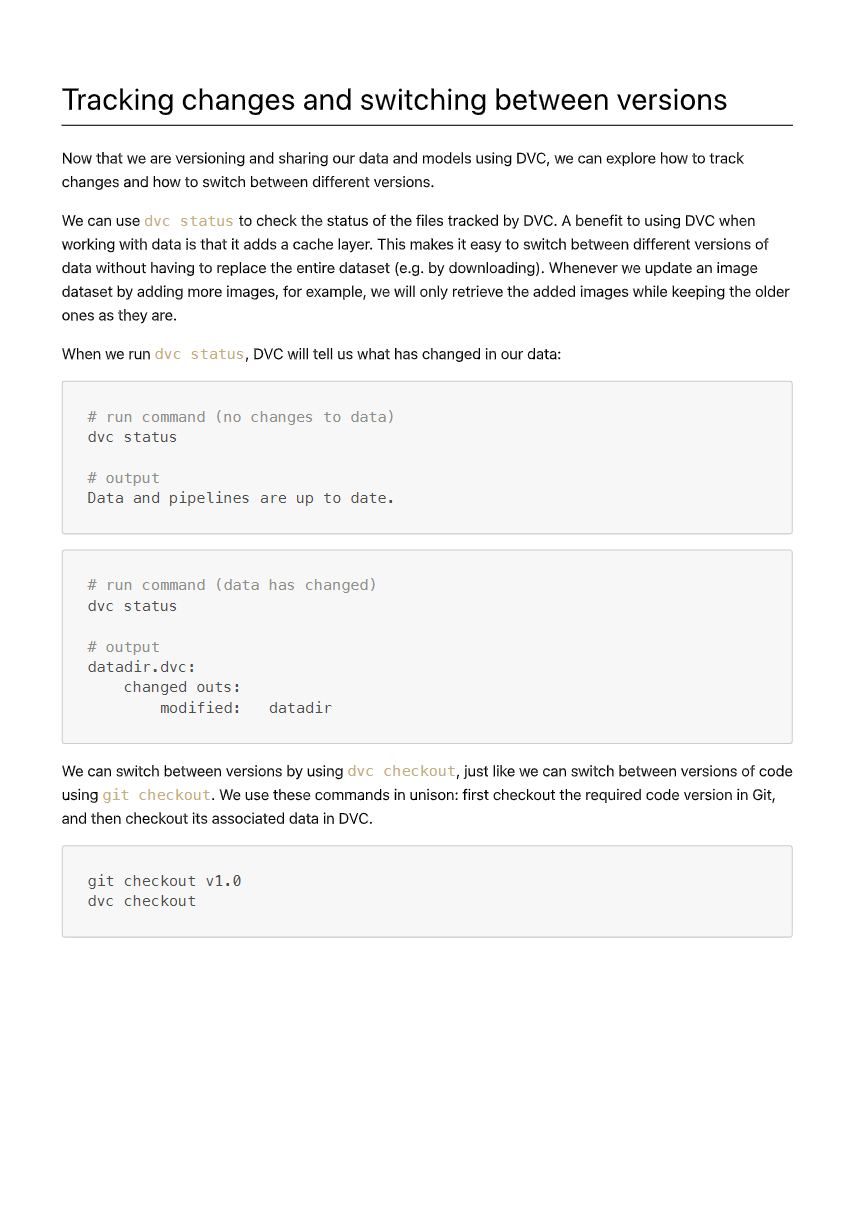 Tracking changes and switching between versions
Now that we are versioning and sharing our data and models using DVC, we can explore how to track
changes and how to switch between different versions.
We can use dvc status to check the status of the files tracked by DVC. A benefit to using DVC when
working with data is that it adds a cache layer. This makes it easy to switch between different versions of
data without having to replace the entire dataset (e.g. by downloading). Whenever we update an image
dataset by adding more images, for example, we will only retrieve the added images while keeping the older
ones as they are.
When we run dvc status, DVC will tell us what has changed in our data:
# run command (no changes to data)
dvc status
# output
Data and pipelines are up to date.
# run command (data has changed)
dvc status
# output
datadir.dvc:
    changed outs:
        modified:   datadir
We can switch between versions by using dvc checkout, just like we can switch between versions of code
using git checkout. We use these commands in unison: first checkout the required code version in Git,
and then checkout its associated data in DVC.
git checkout v1.0
dvc checkout